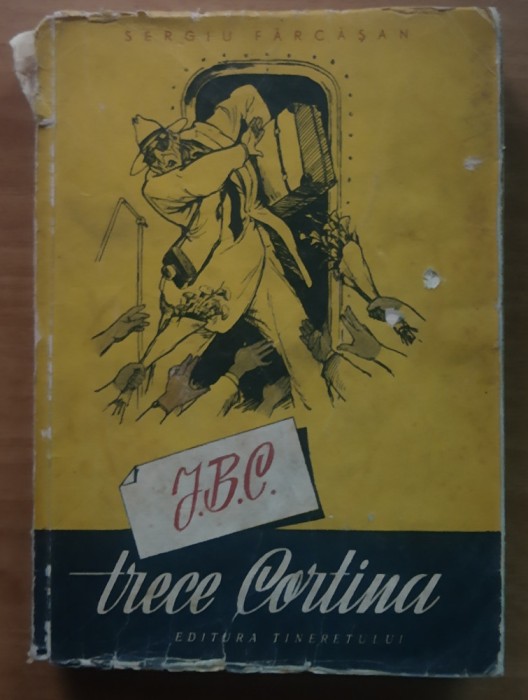 SERGIU FĂRCĂȘAN
J.B.C.
trece Cortina
EDITURA TINERETULUI